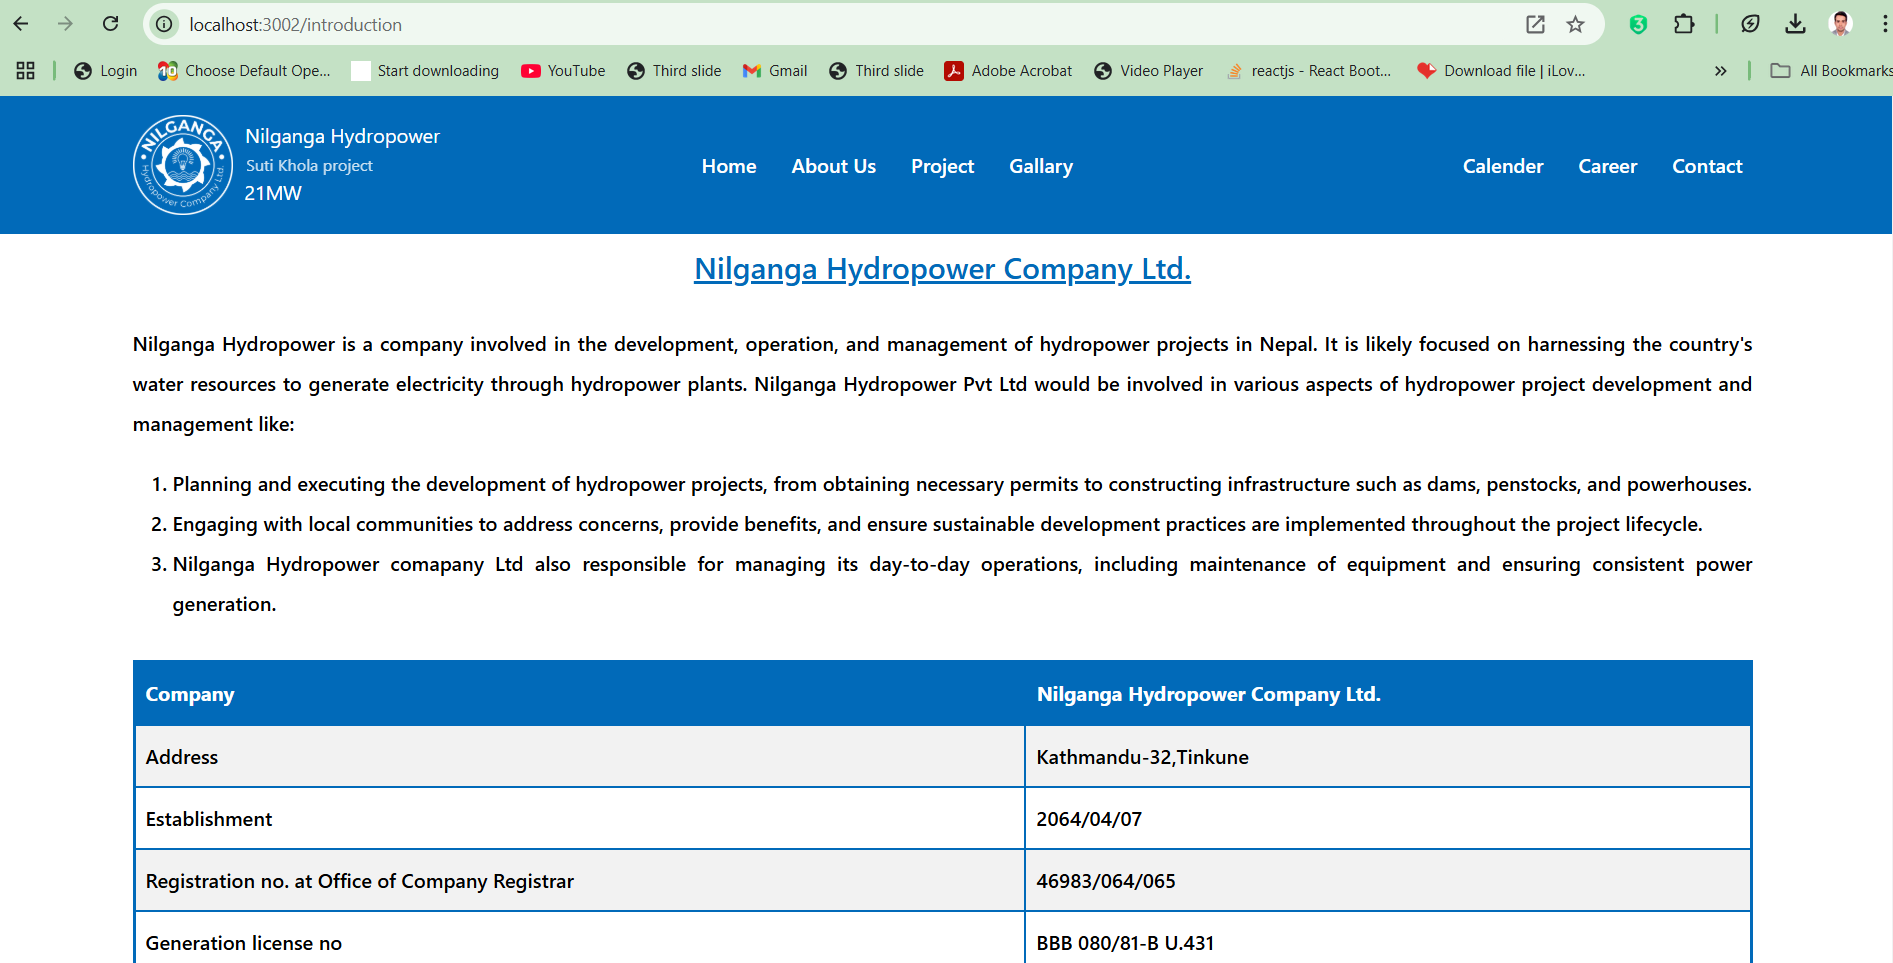 localhost:3002/introduction
Login
Choose Default Ope...
Start downloading
YouTube
Third slide
Gmail
Third slide
Adobe Acrobat
Video Player
reactjs - React Boot...
Download file | iLov...
All Bookmarks
NILGANGA
Hydropower Company Ltd.
Nilganga Hydropower
Suti Khola project
21MW
Home
About Us
Project
Gallary
Calender
Career
Contact
Nilganga Hydropower Company Ltd.
Nilganga Hydropower is a company involved in the development, operation, and management of hydropower projects in Nepal. It is likely focused on harnessing the country's
water resources to generate electricity through hydropower plants. Nilganga Hydropower Pvt Ltd would be involved in various aspects of hydropower project development and
management like:
1. Planning and executing the development of hydropower projects, from obtaining necessary permits to constructing infrastructure such as dams, penstocks, and powerhouses.
2. Engaging with local communities to address concerns, provide benefits, and ensure sustainable development practices are implemented throughout the project lifecycle.
3. Nilganga Hydropower comapany Ltd also responsible for managing its day-to-day operations, including maintenance of equipment and ensuring consistent power
generation.
Company Nilganga Hydropower Company Ltd.
Address Kathmandu-32,Tinkune
Establishment 2064/04/07
Registration no. at Office of Company Registrar 46983/064/065
Generation license no BBB 080/81-B U.431